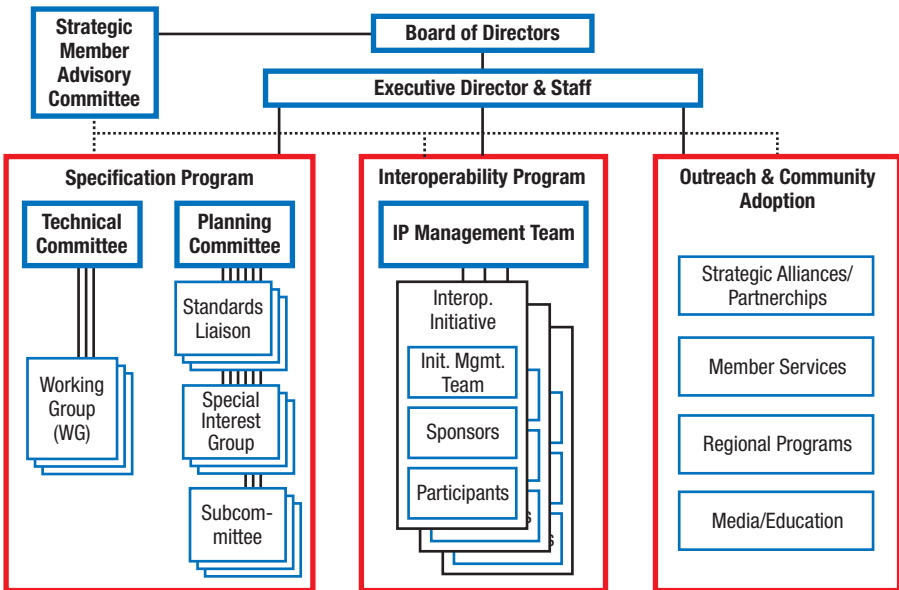 Strategic
Member
Advisory
Committee
Board of Directors
Executive Director & Staff
Specification Program
Technical
Committee
Planning
Committee
Standards
Liaison
Working
Group
(WG)
Special
Interest
Group
Subcom-
mittee
Interoperability Program
IP Management Team
Interop.
Initiative
Init. Mgmt.
Team
Sponsors
Participants
s
s
Outreach & Community
Adoption
Strategic Alliances/
Partnerchips
Member Services
Regional Programs
Media/Education